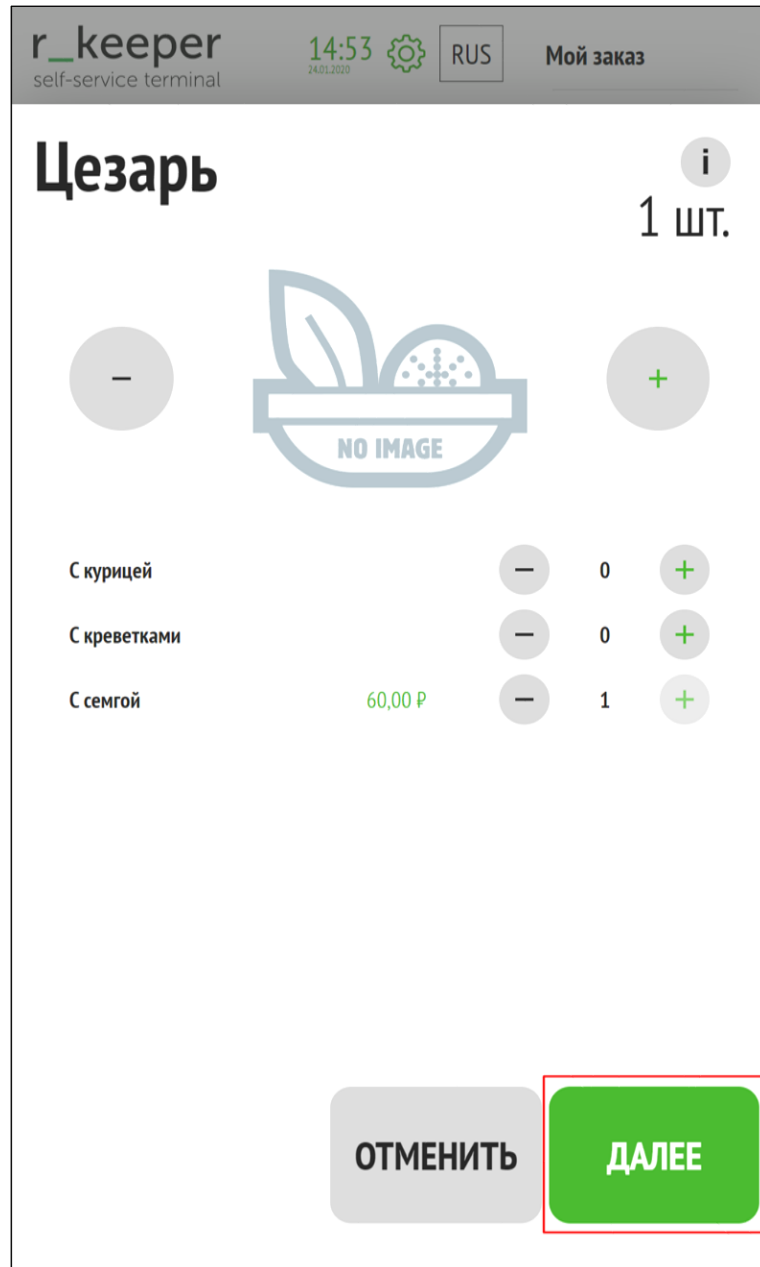 r_keeper
self-service terminal
14:53
24.01.2020
RUS
Мой заказ
Цезарь
i
1 шт.
−
NO IMAGE
+
С курицей − 0 +
С креветками − 0 +
С семгой 60,00 ₽ − 1 +
ОТМЕНИТЬ
ДАЛЕЕ